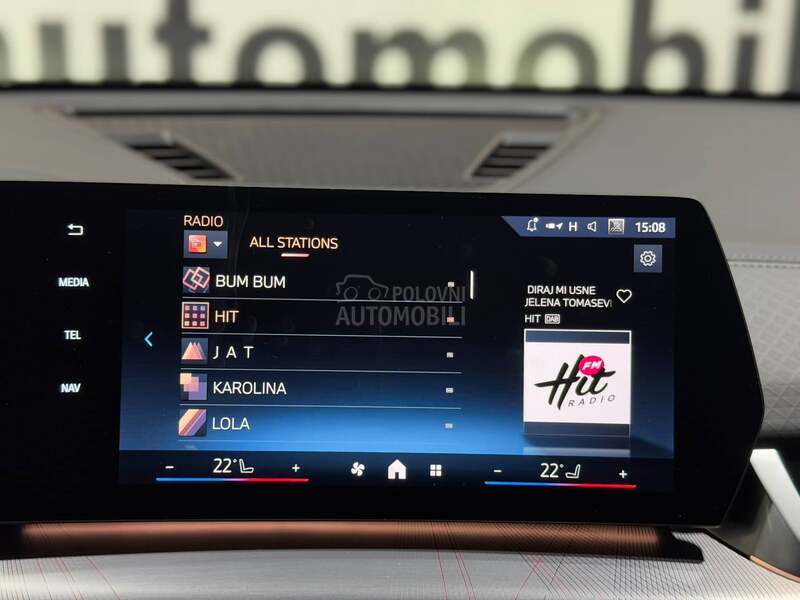 automobil
RADIO
ALL STATIONS
H
15:08
MEDIA
TEL
NAV
BUM BUM
HIT
J A T
KAROLINA
LOLA
POLOVNI
AUTOMOBILI
DIRAJ MI USNE
JELENA TOMASEVI
HIT DAB
FM
Hit
RADIO
- 22° +
- 22° +